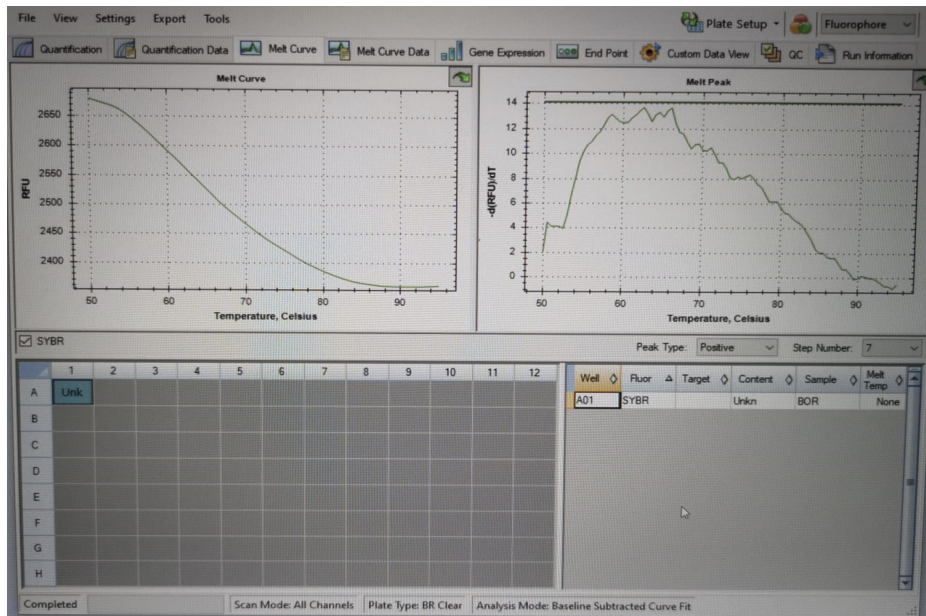 File View Settings Export Tools Plate Setup Fluorophore
Quantification Quantification Data Melt Curve Melt Curve Data Gene Expression End Point Custom Data View QC Run Information
Melt Curve
2650
2600
2550
2500
2450
2400
RFU
50 60 70 80 90
Temperature, Celsius
Melt Peak
14
12
10
8
6
4
2
0
-d(RFU)/dT
50 60 70 80 90
Temperature, Celsius
SYBR
Peak Type: Positive Step Number: 7
1 2 3 4 5 6 7 8 9 10 11 12
A Unk
B
C
D
E
F
G
H
Well Fluor Target Content Sample Melt Temp
A01 SYBR Unkn BOR None
Completed Scan Mode: All Channels Plate Type: BR Clear Analysis Mode: Baseline Subtracted Curve Fit